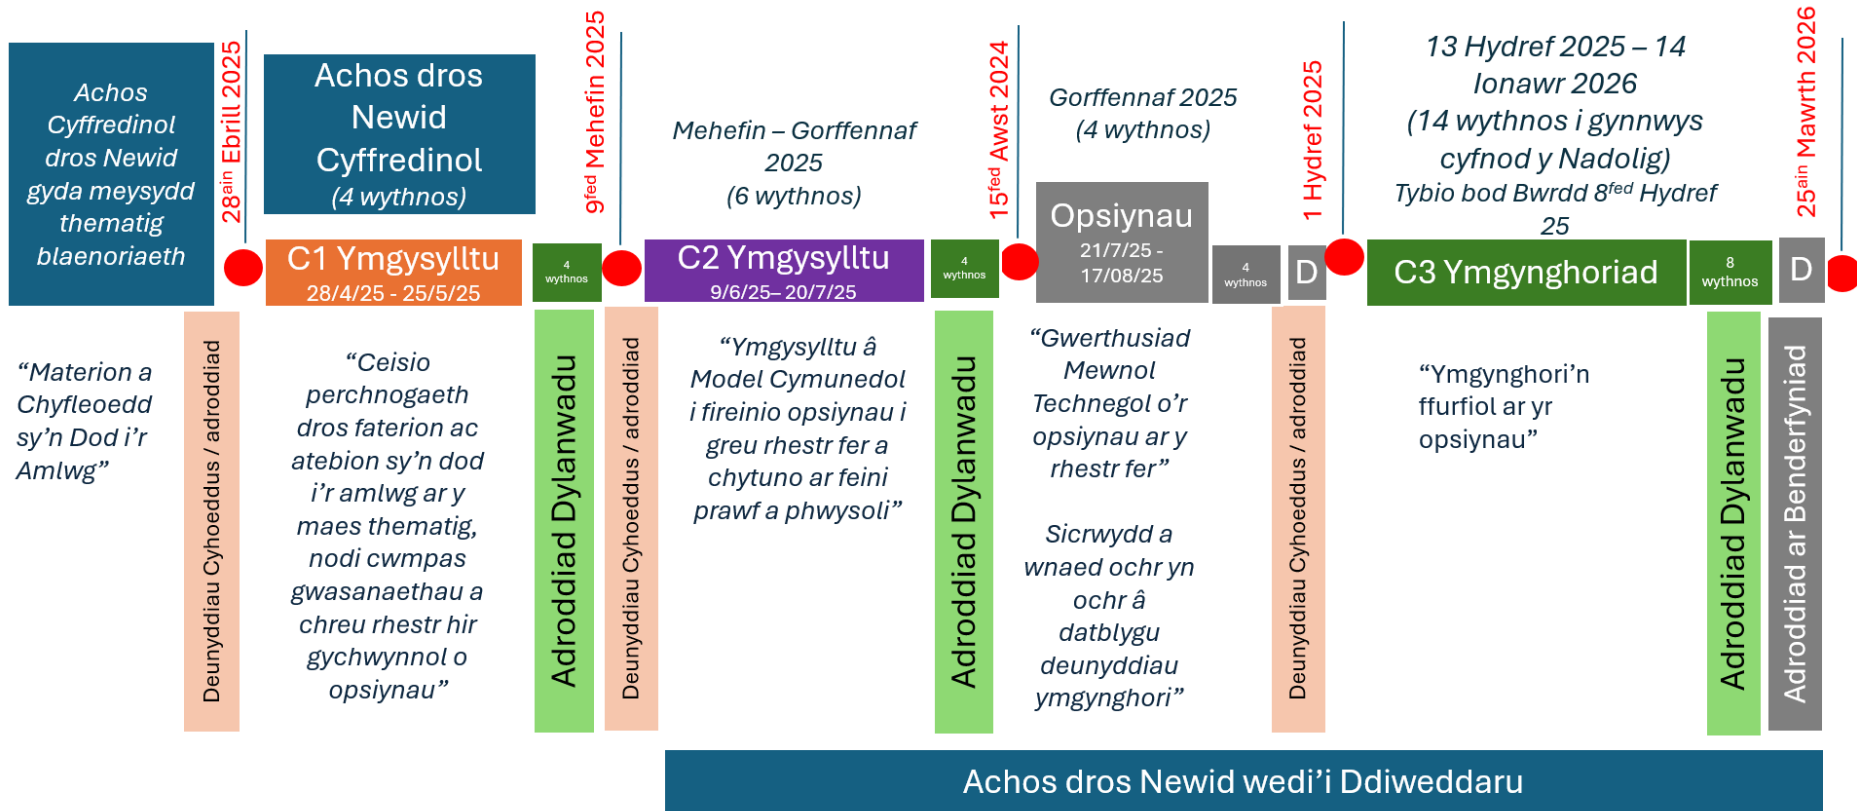 Achos
Cyffredinol
dros Newid
gyda meysydd
thematig
blaenoriaeth
28ain Ebrill 2025
Achos dros
Newid
Cyffredinol
(4 wythnos)
9fed Mehefin 2025
Mehefin – Gorffennaf
2025
(6 wythnos)
15fed Awst 2024
Gorffennaf 2025
(4 wythnos)
1 Hydref 2025
13 Hydref 2025 – 14
Ionawr 2026
(14 wythnos i gynnwys
cyfnod y Nadolig)
Tybio bod Bwrdd 8fed Hydref
25
25ain Mawrth 2026
C1 Ymgysylltu
28/4/25 - 25/5/25
4
wythnos
C2 Ymgysylltu
9/6/25– 20/7/25
4
wythnos
Opsiynau
21/7/25 -
17/08/25
4
wythnos
D
C3 Ymgynghoriad
8
wythnos
D
“Materion a
Chyfleoedd
sy’n Dod i’r
Amlwg”
Deunyddiau Cyhoeddus / adroddiad
“Ceisio
perchnogaeth
dros faterion ac
atebion sy’n dod
i’r amlwg ar y
maes thematig,
nodi cwmpas
gwasanaethau a
chreu rhestr hir
gychwynnol o
opsiynau”
Adroddiad Dylanwadu
Deunyddiau Cyhoeddus / adroddiad
“Ymgysylltu â
Model Cymunedol
i fireinio opsiynau i
greu rhestr fer a
chytuno ar feini
prawf a phwysoli”
Adroddiad Dylanwadu
“Gwerthusiad
Mewnol
Technegol o’r
opsiynau ar y
rhestr fer”
Sicrwydd a
wnaed ochr yn
ochr â
datblygu
deunyddiau
ymgynghori”
Deunyddiau Cyhoeddus / adroddiad
“Ymgynghori’n
ffurfiol ar yr
opsiynau”
Adroddiad Dylanwadu
Adroddiad ar Benderfyniad
Achos dros Newid wedi’i Ddiweddaru